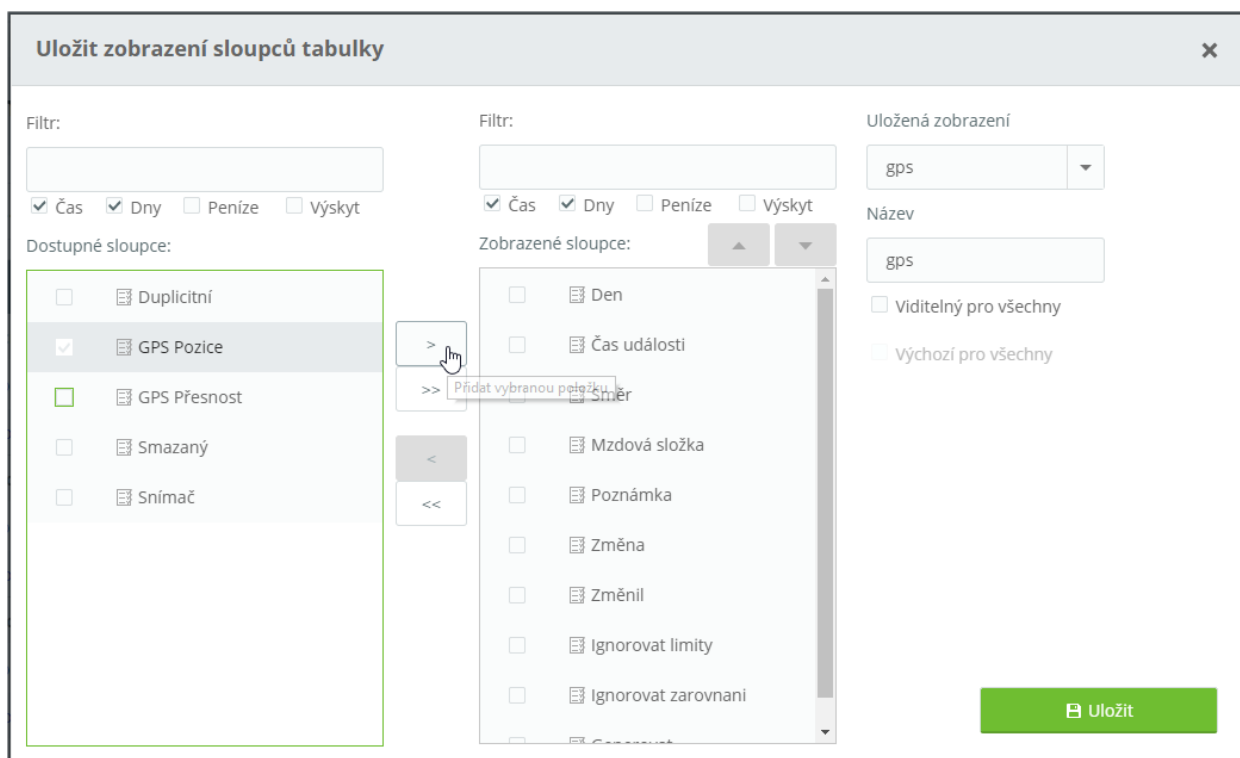 Uložit zobrazení sloupců tabulky
Filtr:
Čas Dny Peníze Výskyt
Dostupné sloupce:
Duplicitní
GPS Pozice
GPS Přesnost
Smazaný
Snímač
>
>>
<
<<
Přidat vybranou položku
Filtr:
Čas Dny Peníze Výskyt
Zobrazené sloupce:
Den
Čas události
Směr
Mzdová složka
Poznámka
Změna
Změnil
Ignorovat limity
Ignorovat zarovnani
Uložená zobrazení
gps
Název
gps
Viditelný pro všechny
Výchozí pro všechny
Uložit